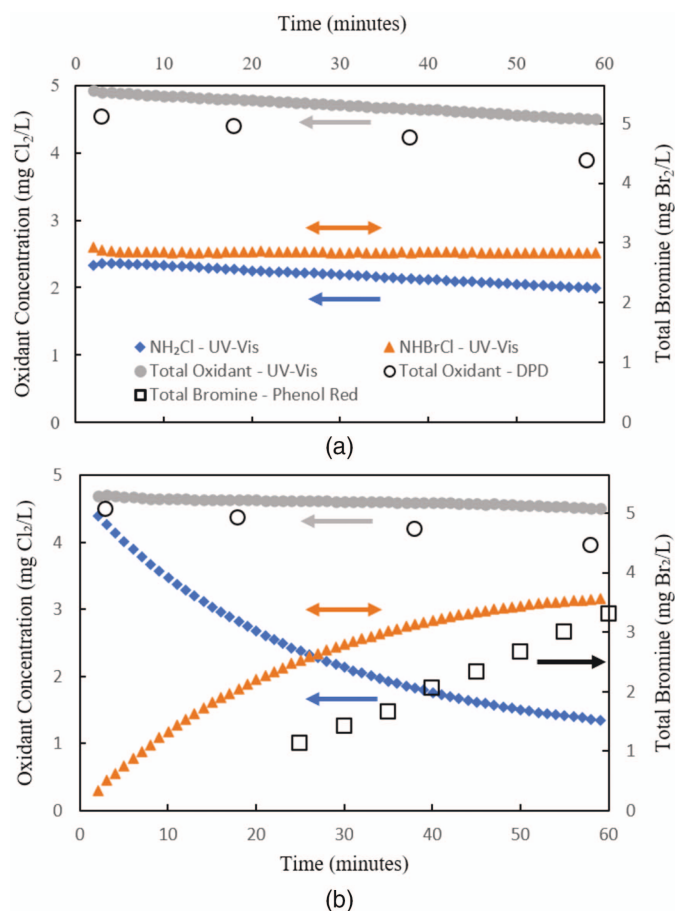 Time (minutes)
0 10 20 30 40 50 60
5
4
3
2
1
0
Oxidant Concentration (mg Cl₂/L)
5
4
3
2
1
0
Total Bromine (mg Br₂/L)
NH₂Cl - UV-Vis
NHBrCl - UV-Vis
Total Oxidant - UV-Vis
Total Oxidant - DPD
Total Bromine - Phenol Red
(a)
5
4
3
2
1
0
Oxidant Concentration (mg Cl₂/L)
5
4
3
2
1
0
Total Bromine (mg Br₂/L)
0 10 20 30 40 50 60
Time (minutes)
(b)